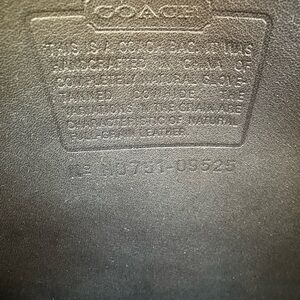 COACH
THIS IS A COACH BAG. IT WAS
HANDCRAFTED IN CHINA OF
COMPLETELY NATURAL GLOVE-
TANNED COWHIDE. THE
VARIATIONS IN THE GRAIN ARE
CHARACTERISTIC OF NATURAL
FULL-GRAIN LEATHER.
-09525